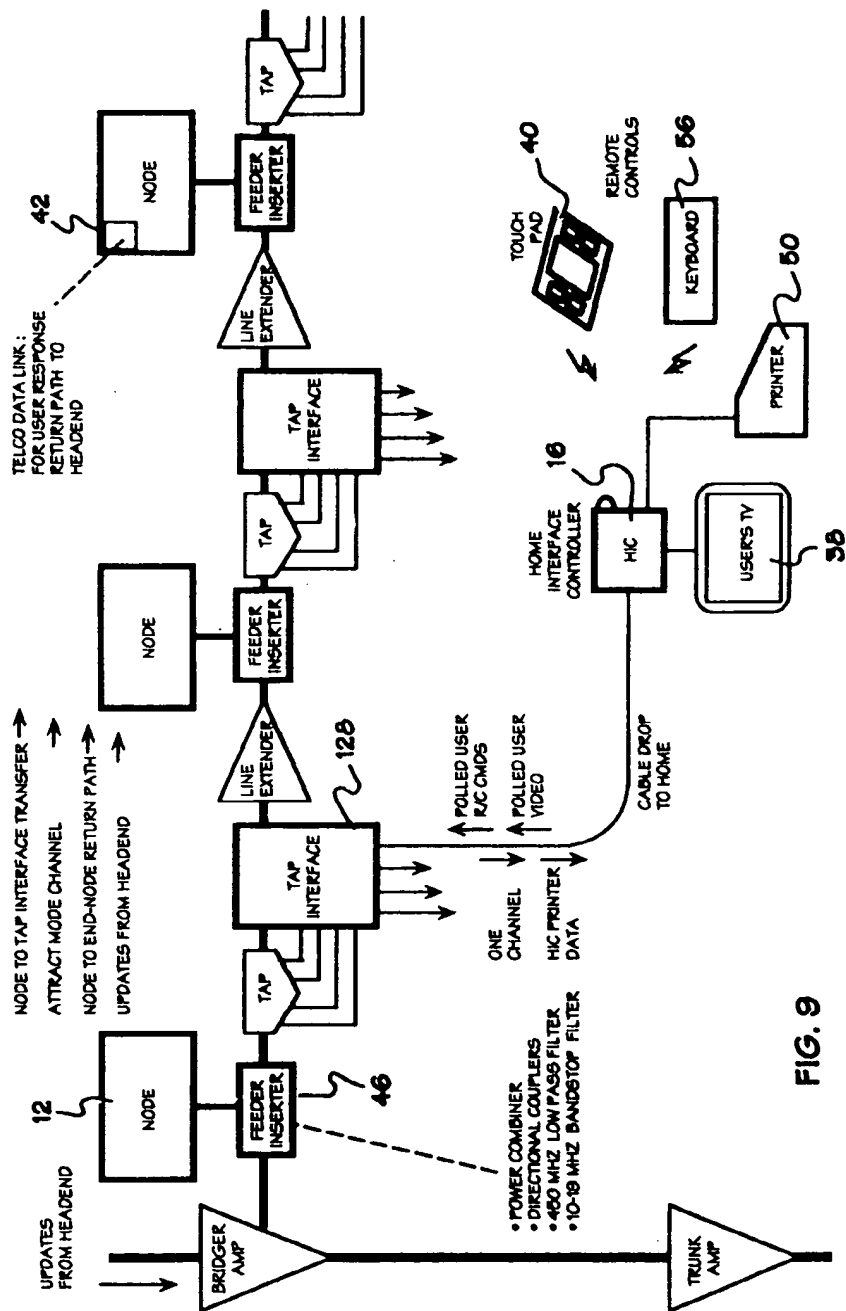 UPDATES
FROM HEADEND
NODE TO TAP INTERFACE TRANSFER
ATTRACT MODE CHANNEL
NODE TO END-NODE RETURN PATH
UPDATES FROM HEADEND
TELCO DATA LINK:
FOR USER RESPONSE
RETURN PATH TO
HEADEND
12
NODE
NODE
42
NODE
BRIDGER
AMP
FEEDER
INSERTER
46
TAP
TAP
INTERFACE
128
LINE
EXTENDER
FEEDER
INSERTER
TAP
TAP
INTERFACE
LINE
EXTENDER
FEEDER
INSERTER
TAP
• POWER COMBINER
• DIRECTIONAL COUPLERS
• 450 MHZ LOW PASS FILTER
• 10-18 MHZ BANDSTOP FILTER
TRUNK
AMP
POLLED USER
R/C CMDS
POLLED USER
VIDEO
ONE
CHANNEL
HIC PRINTER
DATA
CABLE DROP
TO HOME
HOME
INTERFACE
CONTROLLER
16
HIC
USER'S TV
38
TOUCH
PAD
40
REMOTE
CONTROLS
KEYBOARD
56
PRINTER
50
FIG. 9